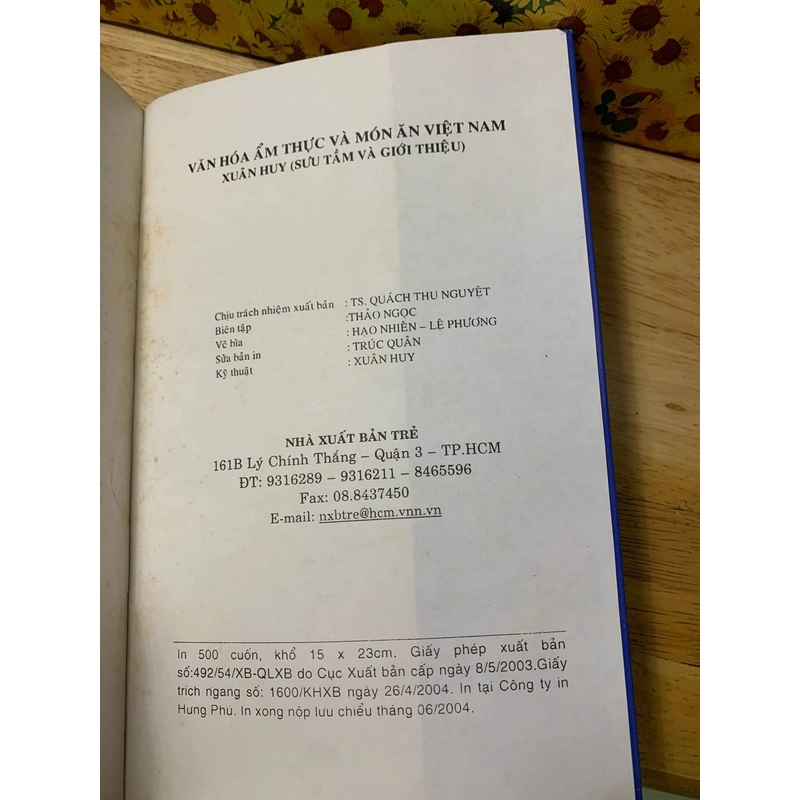 VĂN HÓA ẨM THỰC VÀ MÓN ĂN VIỆT NAM
XUÂN HUY (SƯU TẦM VÀ GIỚI THIỆU)
Chịu trách nhiệm xuất bản : TS. QUÁCH THU NGUYỆT
Biên tập :THẢO NGỌC
Vẽ bìa : HẠO NHIÊN – LỆ PHƯƠNG
Sửa bản in : TRÚC QUÂN
Kỹ thuật : XUÂN HUY
NHÀ XUẤT BẢN TRẺ
161B Lý Chính Thắng – Quận 3 – TP.HCM
ĐT: 9316289 – 9316211 – 8465596
Fax: 08.8437450
E-mail: nxbtre@hcm.vnn.vn
In 500 cuốn, khổ 15 x 23cm. Giấy phép xuất bản
số:492/54/XB-QLXB do Cục Xuất bản cấp ngày 8/5/2003.Giấy
trích ngang số: 1600/KHXB ngày 26/4/2004. In tại Công ty in
Hưng Phú. In xong nộp lưu chiểu tháng 06/2004.